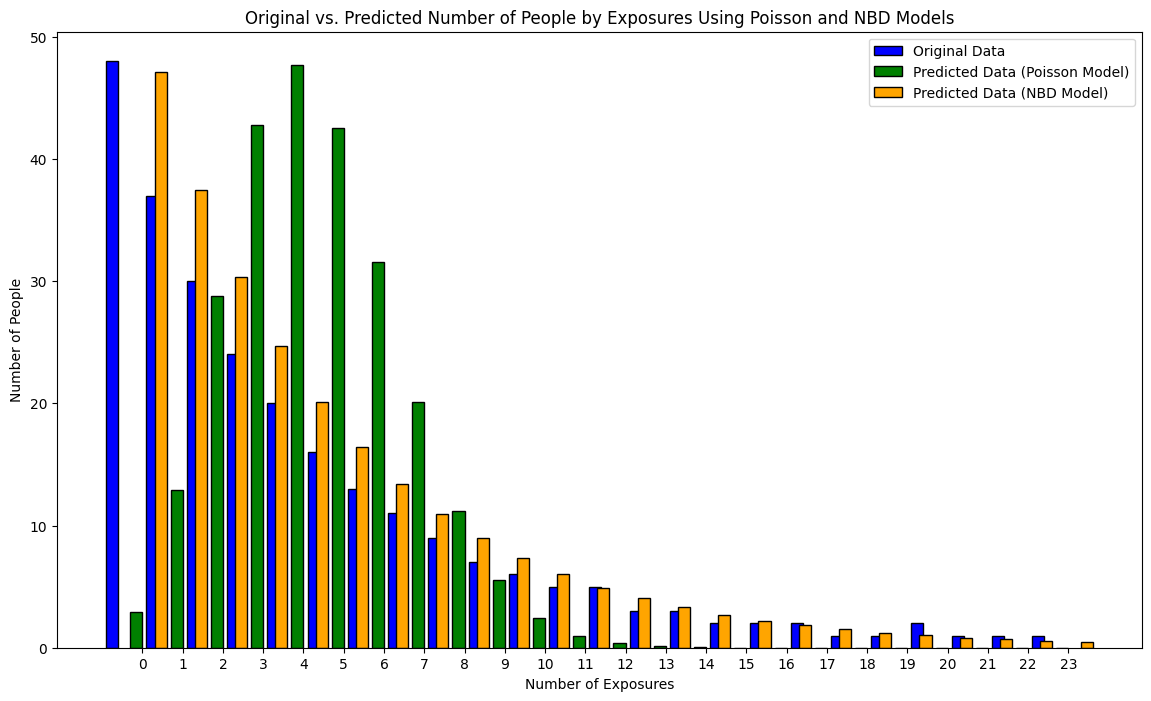 Original vs. Predicted Number of People by Exposures Using Poisson and NBD Models
Original Data
Predicted Data (Poisson Model)
Predicted Data (NBD Model)
50
40
30
20
10
0
Number of People
0 1 2 3 4 5 6 7 8 9 10 11 12 13 14 15 16 17 18 19 20 21 22 23
Number of Exposures